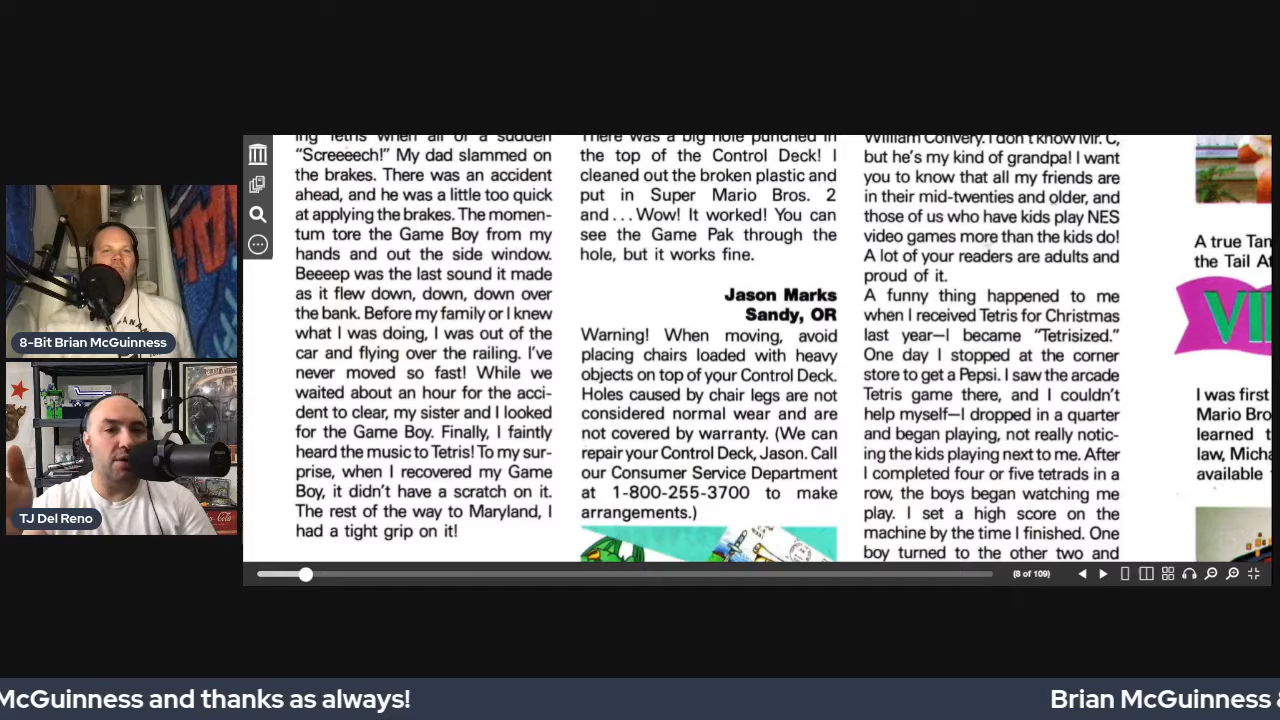 ing Tetris when all of a sudden
“Screeeech!” My dad slammed on
the brakes. There was an accident
ahead, and he was a little too quick
at applying the brakes. The momen-
tum tore the Game Boy from my
hands and out the side window.
Beeeep was the last sound it made
as it flew down, down, down over
the bank. Before my family or I knew
what I was doing, I was out of the
car and flying over the railing. I’ve
never moved so fast! While we
waited about an hour for the acci-
dent to clear, my sister and I looked
for the Game Boy. Finally, I faintly
heard the music to Tetris! To my sur-
prise, when I recovered my Game
Boy, it didn’t have a scratch on it.
The rest of the way to Maryland, I
had a tight grip on it!
There was a big hole punched in
the top of the Control Deck! I
cleaned out the broken plastic and
put in Super Mario Bros. 2
and...Wow! It worked! You can
see the Game Pak through the
hole, but it works fine.
Jason Marks
Sandy, OR
Warning! When moving, avoid
placing chairs loaded with heavy
objects on top of your Control Deck.
Holes caused by chair legs are not
considered normal wear and are
not covered by warranty. (We can
repair your Control Deck, Jason. Call
our Consumer Service Department
at 1-800-255-3700 to make
arrangements.)
William Convery. I don’t know Mr. C,
but he’s my kind of grandpa! I want
you to know that all my friends are
in their mid-twenties and older, and
those of us who have kids play NES
video games more than the kids do!
A lot of your readers are adults and
proud of it.
A funny thing happened to me
when I received Tetris for Christmas
last year—I became “Tetrisized.”
One day I stopped at the corner
store to get a Pepsi. I saw the arcade
Tetris game there, and I couldn’t
help myself—I dropped in a quarter
and began playing, not really notic-
ing the kids playing next to me. After
I completed four or five tetrads in a
row, the boys began watching me
play. I set a high score on the
machine by the time I finished. One
boy turned to the other two and
A true Tan
the Tail At
VI
I was first
Mario Bro
learned t
law, Micha
available
8-Bit Brian McGuinness
TJ Del Reno
(8 of 109)
McGuinness and thanks as always!
Brian McGuinness